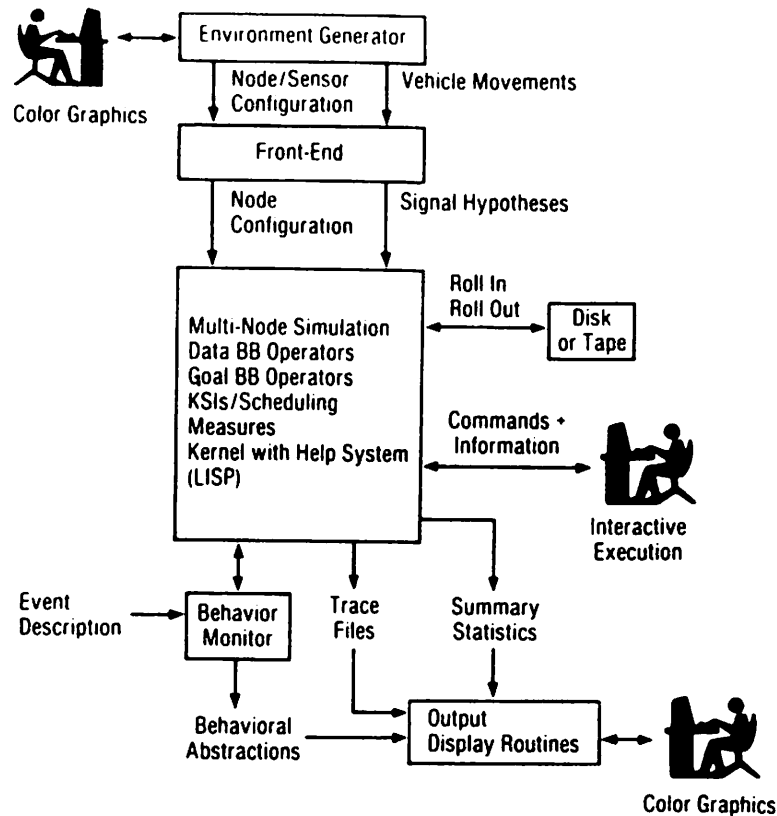 Environment Generator
Node/Sensor
Configuration
Vehicle Movements
Color Graphics
Front-End
Node
Configuration
Signal Hypotheses
Roll In
Roll Out
Disk
or Tape
Multi-Node Simulation
Data BB Operators
Goal BB Operators
KSIs/Scheduling
Measures
Kernel with Help System
(LISP)
Commands +
Information
Interactive
Execution
Event
Description
Behavior
Monitor
Trace
Files
Summary
Statistics
Behavioral
Abstractions
Output
Display Routines
Color Graphics